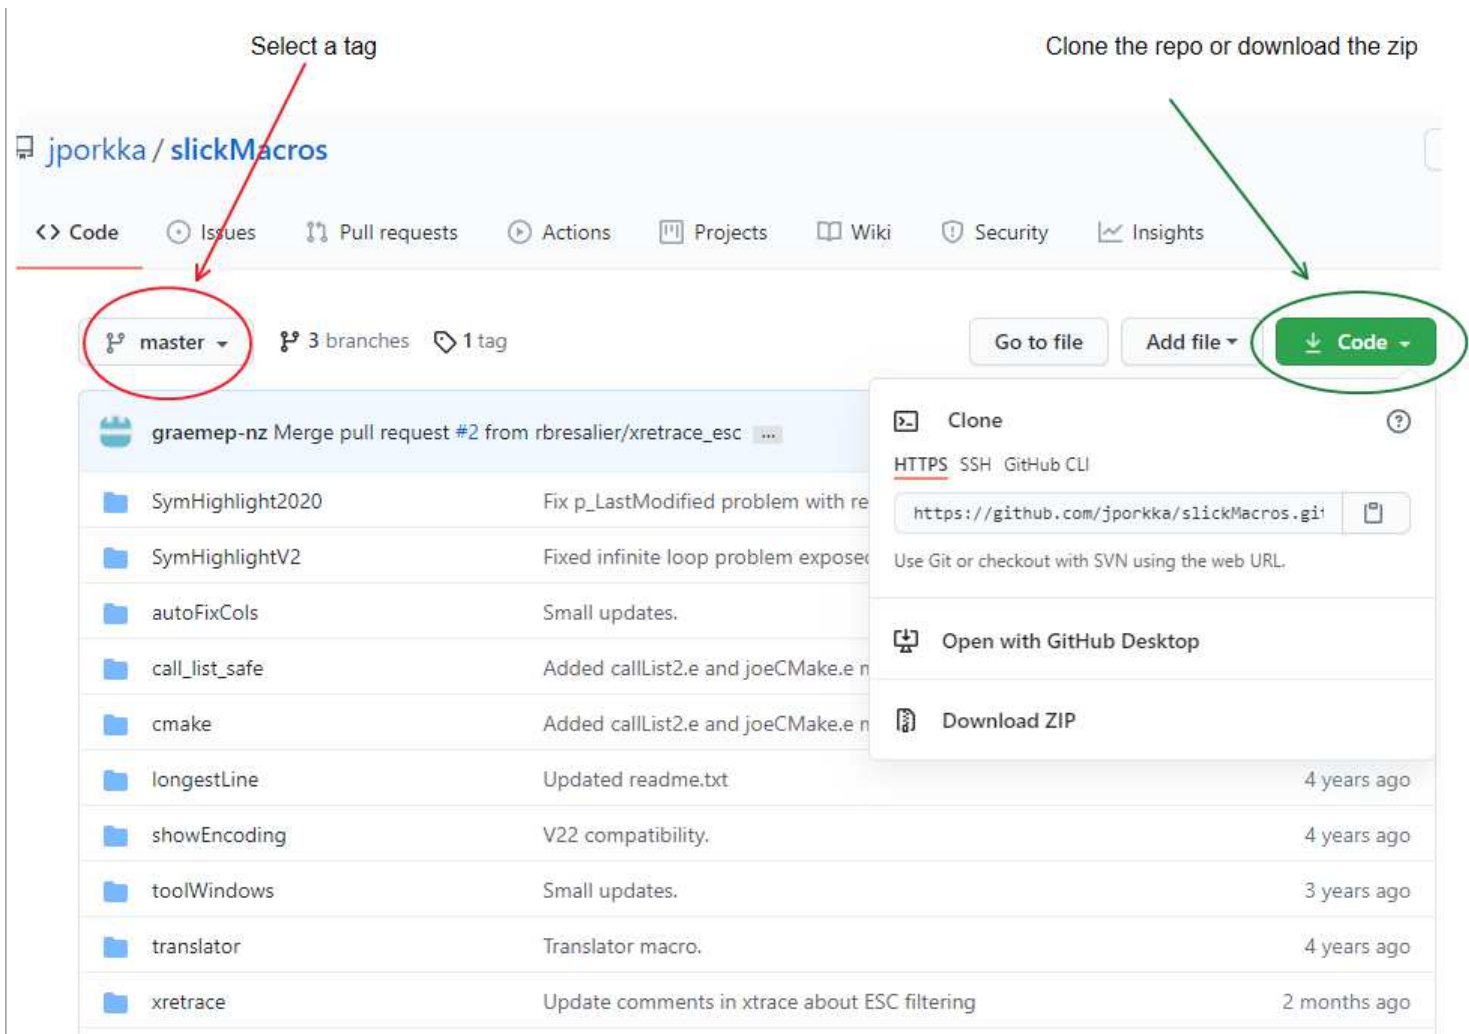 Select a tag
Clone the repo or download the zip
jporkka / slickMacros
Code Issues Pull requests Actions Projects Wiki Security Insights
master 3 branches 1 tag Go to file Add file Code
graemep-nz Merge pull request #2 from rbresalier/xretrace_esc ...
Clone
HTTPS SSH GitHub CLI
https://github.com/jporkka/slickMacros.git
Use Git or checkout with SVN using the web URL.
Open with GitHub Desktop
Download ZIP
SymHighlight2020 Fix p_LastModified problem with re
SymHighlightV2 Fixed infinite loop problem exposed
autoFixCols Small updates.
call_list_safe Added callList2.e and joeCMake.e n
cmake Added callList2.e and joeCMake.e n
longestLine Updated readme.txt 4 years ago
showEncoding V22 compatibility. 4 years ago
toolWindows Small updates. 3 years ago
translator Translator macro. 4 years ago
xretrace Update comments in xtrace about ESC filtering 2 months ago